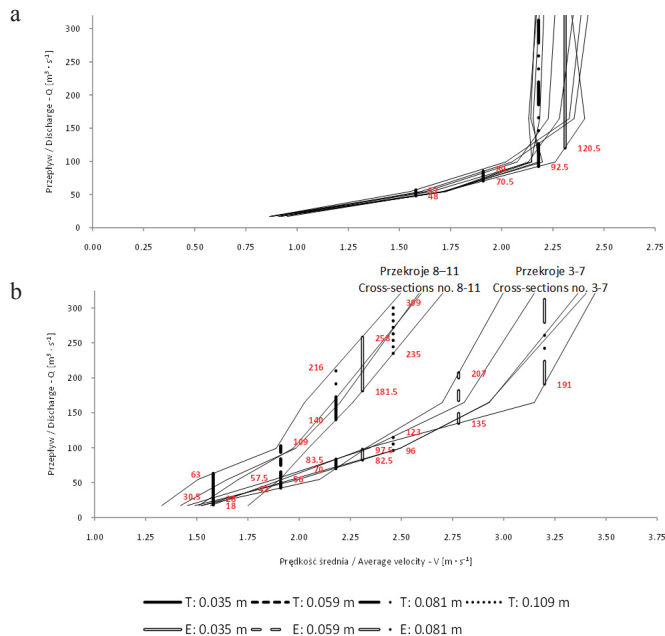 a
Przepływ / Discharge - Q [m³ · s⁻¹]
300
250
200
150
100
50
0
120.5
92.5
70.5
48
0.00 0.25 0.50 0.75 1.00 1.25 1.50 1.75 2.00 2.25 2.50 2.75
Przekroje 8–11
Cross-sections no. 8-11
Przekroje 3-7
Cross-sections no. 3-7
b
Przepływ / Discharge - Q [m³ · s⁻¹]
300
250
200
150
100
50
0
309
258
235
216
207
181.5
191
140
135
123
109
97.5
96
83.5
82.5
63
57.5
50
30.5
18
1.00 1.25 1.50 1.75 2.00 2.25 2.50 2.75 3.00 3.25 3.50 3.75
Prędkość średnia / Average velocity - V [m · s⁻¹]
T: 0.035 m T: 0.059 m T: 0.081 m T: 0.109 m
E: 0.035 m E: 0.059 m E: 0.081 m